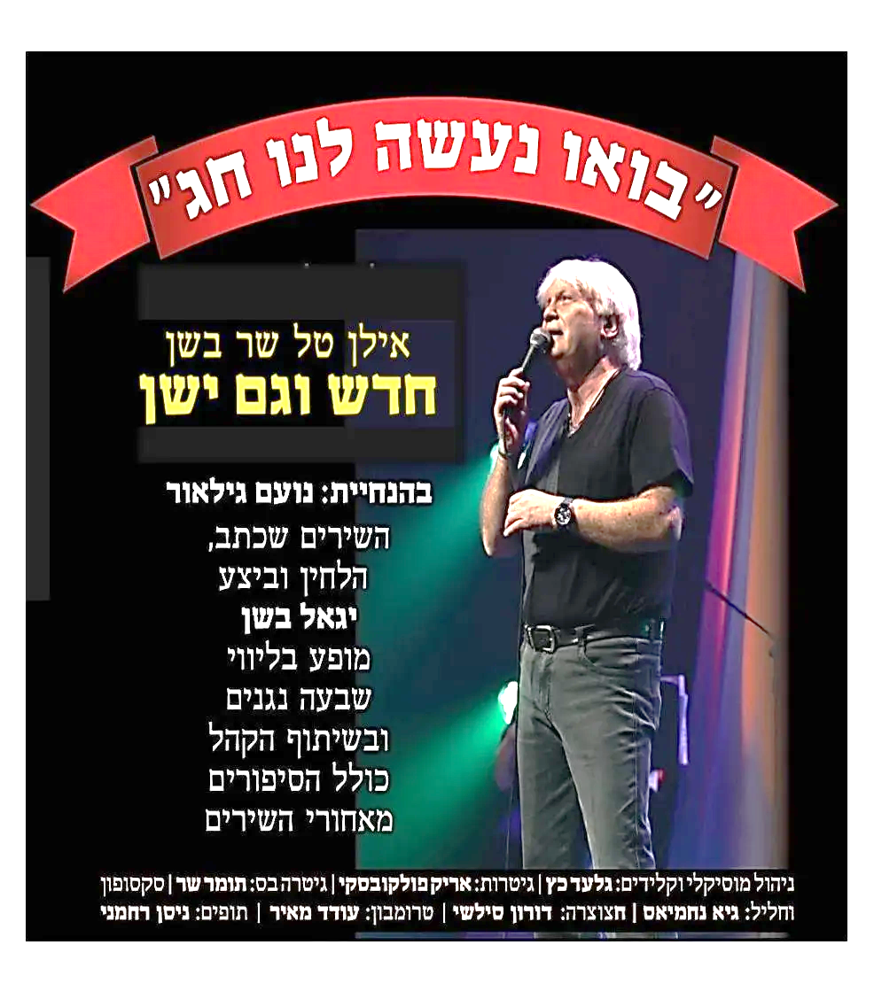 "בואו נעשה לנו חג"
אילן טל שר בשן
חדש וגם ישן
בהנחיית: נועם גילאור
השירים שכתב,
הלחין וביצע
יגאל בשן
מופע בליווי
שבעה נגנים
ובשיתוף הקהל
כולל הסיפורים
מאחורי השירים
ניהול מוסיקלי וקלידים: גלעד כץ | גיטרות: אריק פולקובסקי | גיטרה בס: תומר שר | סקסופון
וחליל: גיא נחמיאס | חצוצרה: דורון סילשי | טרומבון: עודד מאיר | תופים: ניסן רחמני